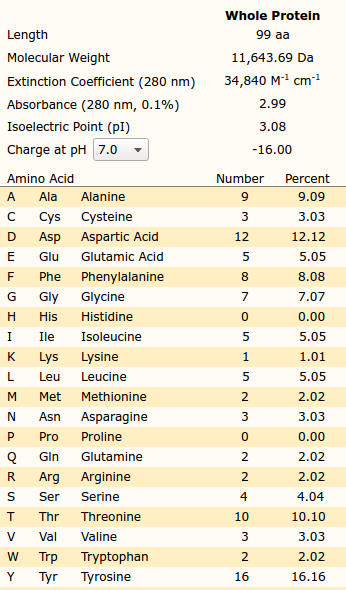 Whole Protein
Length 99 aa
Molecular Weight 11,643.69 Da
Extinction Coefficient (280 nm) 34,840 M⁻¹ cm⁻¹
Absorbance (280 nm, 0.1%) 2.99
Isoelectric Point (pI) 3.08
Charge at pH 7.0 -16.00
Amino Acid Number Percent
A Ala Alanine 9 9.09
C Cys Cysteine 3 3.03
D Asp Aspartic Acid 12 12.12
E Glu Glutamic Acid 5 5.05
F Phe Phenylalanine 8 8.08
G Gly Glycine 7 7.07
H His Histidine 0 0.00
I Ile Isoleucine 5 5.05
K Lys Lysine 1 1.01
L Leu Leucine 5 5.05
M Met Methionine 2 2.02
N Asn Asparagine 3 3.03
P Pro Proline 0 0.00
Q Gln Glutamine 2 2.02
R Arg Arginine 2 2.02
S Ser Serine 4 4.04
T Thr Threonine 10 10.10
V Val Valine 3 3.03
W Trp Tryptophan 2 2.02
Y Tyr Tyrosine 16 16.16